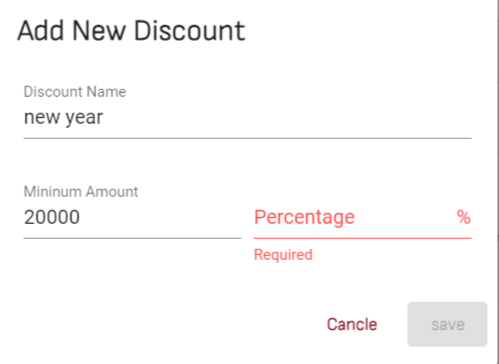 Add New Discount
Discount Name
new year
Mininum Amount
20000
Percentage %
Required
Cancle save